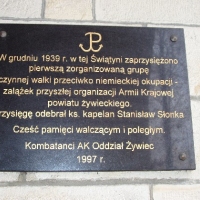 W grudniu 1939 r. w tej Świątyni zaprzysiężono
pierwszą zorganizowaną grupę
czynnej walki przeciwko niemieckiej okupacji -
zalążek przyszłej organizacji Armii Krajowej
powiatu żywieckiego.
Przysięgę odebrał ks. kapelan Stanisław Słonka
Cześć pamięci walczącym i poległym.
Kombatanci AK Oddział Żywiec
1997 r.